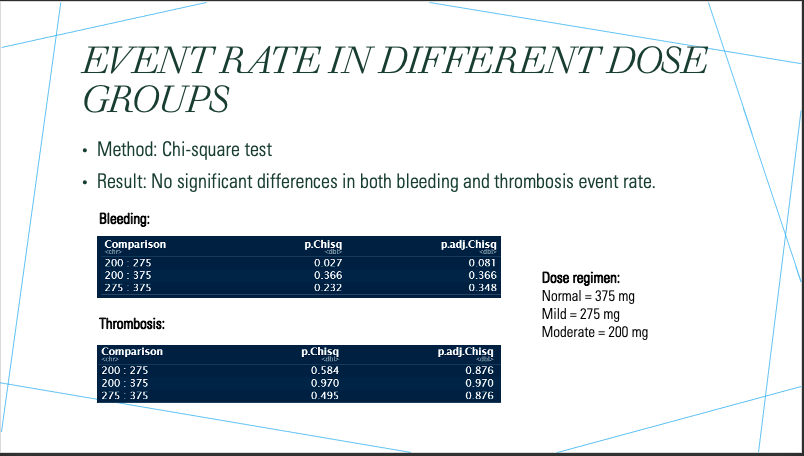 EVENT RATE IN DIFFERENT DOSE
GROUPS
• Method: Chi-square test
• Result: No significant differences in both bleeding and thrombosis event rate.
Bleeding:
Comparison p.Chisq p.adj.Chisq
<chr> <dbl> <dbl>
200 : 275 0.027 0.081
200 : 375 0.366 0.366
275 : 375 0.232 0.348
Thrombosis:
Comparison p.Chisq p.adj.Chisq
<chr> <dbl> <dbl>
200 : 275 0.584 0.876
200 : 375 0.970 0.970
275 : 375 0.495 0.876
Dose regimen:
Normal = 375 mg
Mild = 275 mg
Moderate = 200 mg